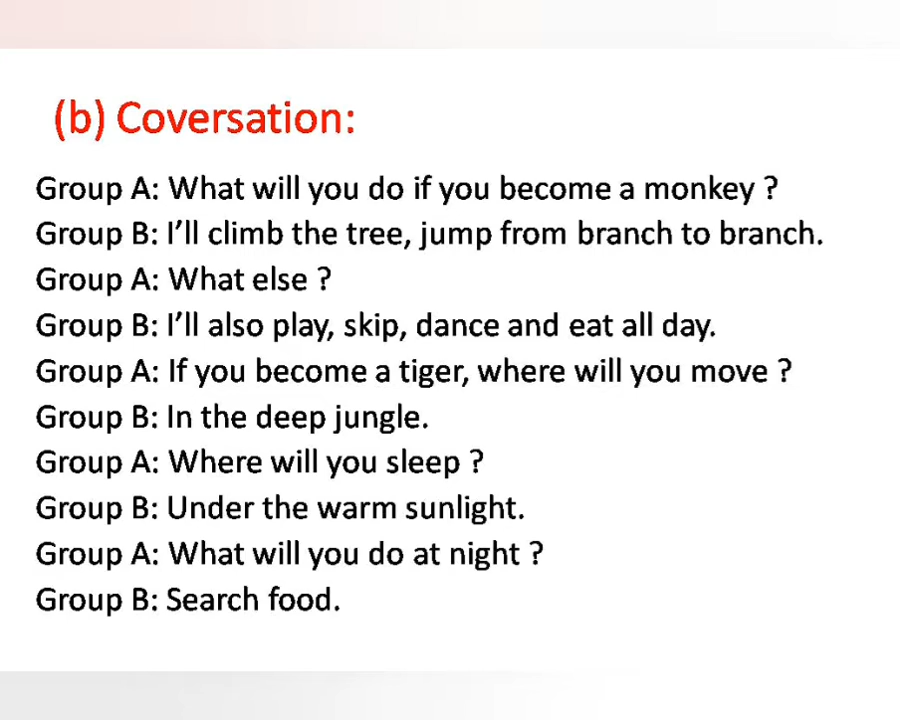 (b) Coversation:
Group A: What will you do if you become a monkey ?
Group B: I'll climb the tree, jump from branch to branch.
Group A: What else ?
Group B: I'll also play, skip, dance and eat all day.
Group A: If you become a tiger, where will you move ?
Group B: In the deep jungle.
Group A: Where will you sleep ?
Group B: Under the warm sunlight.
Group A: What will you do at night ?
Group B: Search food.